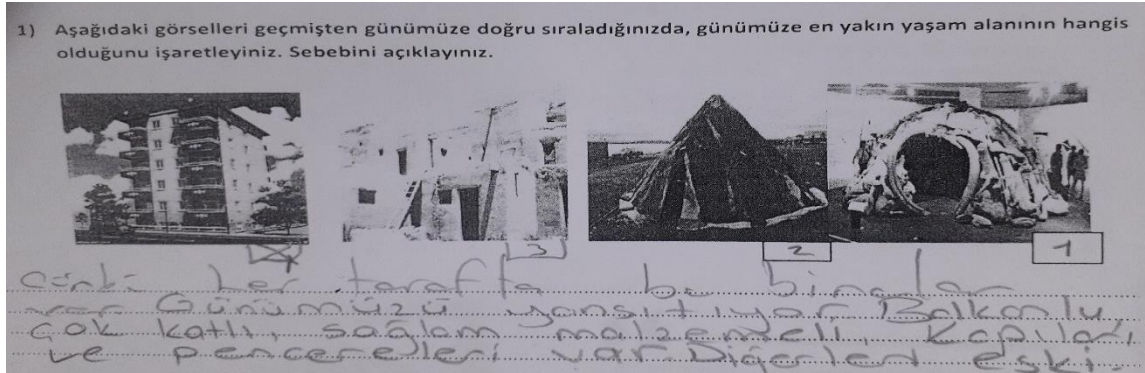 1) Aşağıdaki görselleri geçmişten günümüze doğru sıraladığınızda, günümüze en yakın yaşam alanının hangis
olduğunu işaretleyiniz. Sebebini açıklayınız.
3 2 1
Çünkü her tarafta bu binalar
var Günümüzü yansıtıyor Balkonlu,
çok katlı, sağlam malzemeli, kapıları
ve pencereleri var. Diğerleri eski.